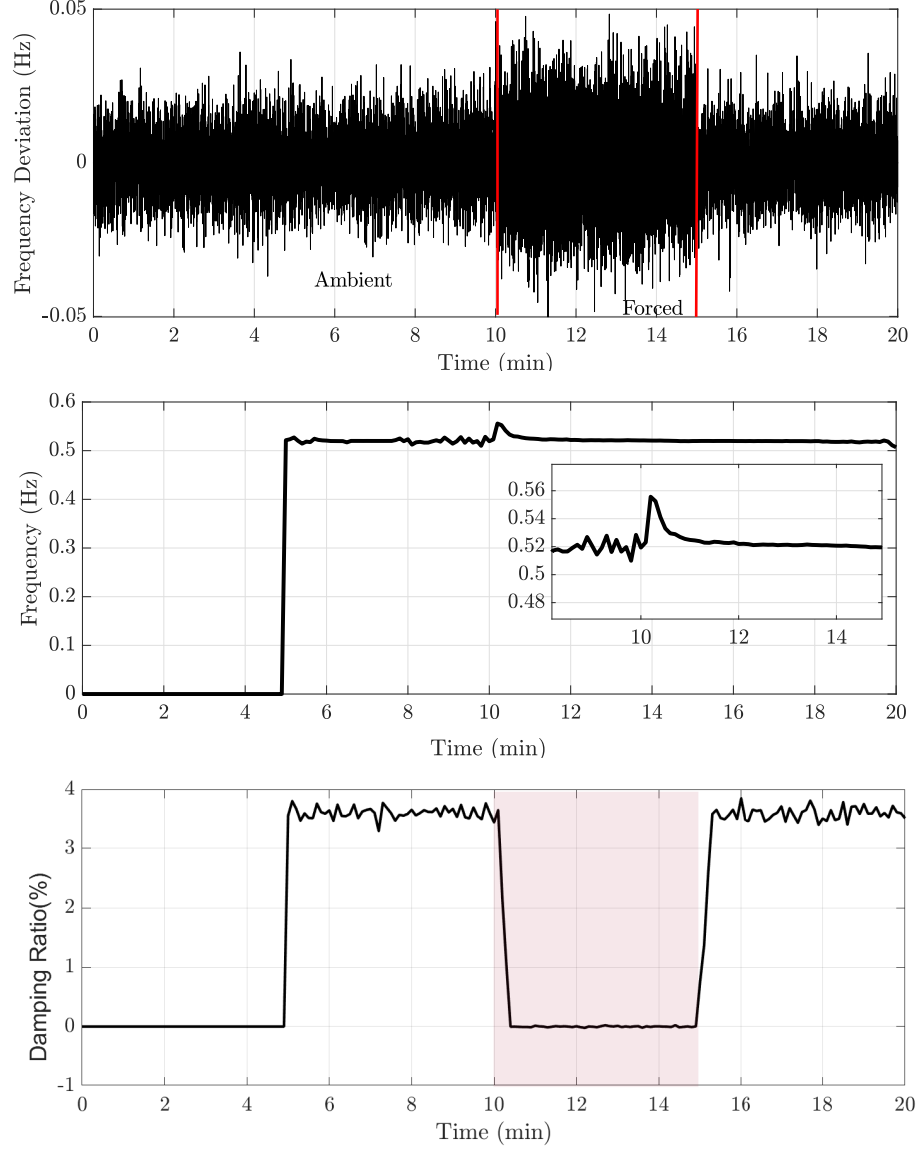 Frequency Deviation (Hz)
0.05
0
-0.05
Ambient
Forced
0 2 4 6 8 10 12 14 16 18 20
Time (min)
Frequency (Hz)
0.6
0.5
0.4
0.3
0.2
0.1
0
0.56
0.54
0.52
0.5
0.48
10 12 14
0 2 4 6 8 10 12 14 16 18 20
Time (min)
Damping Ratio(%)
4
3
2
1
0
-1
0 2 4 6 8 10 12 14 16 18 20
Time (min)